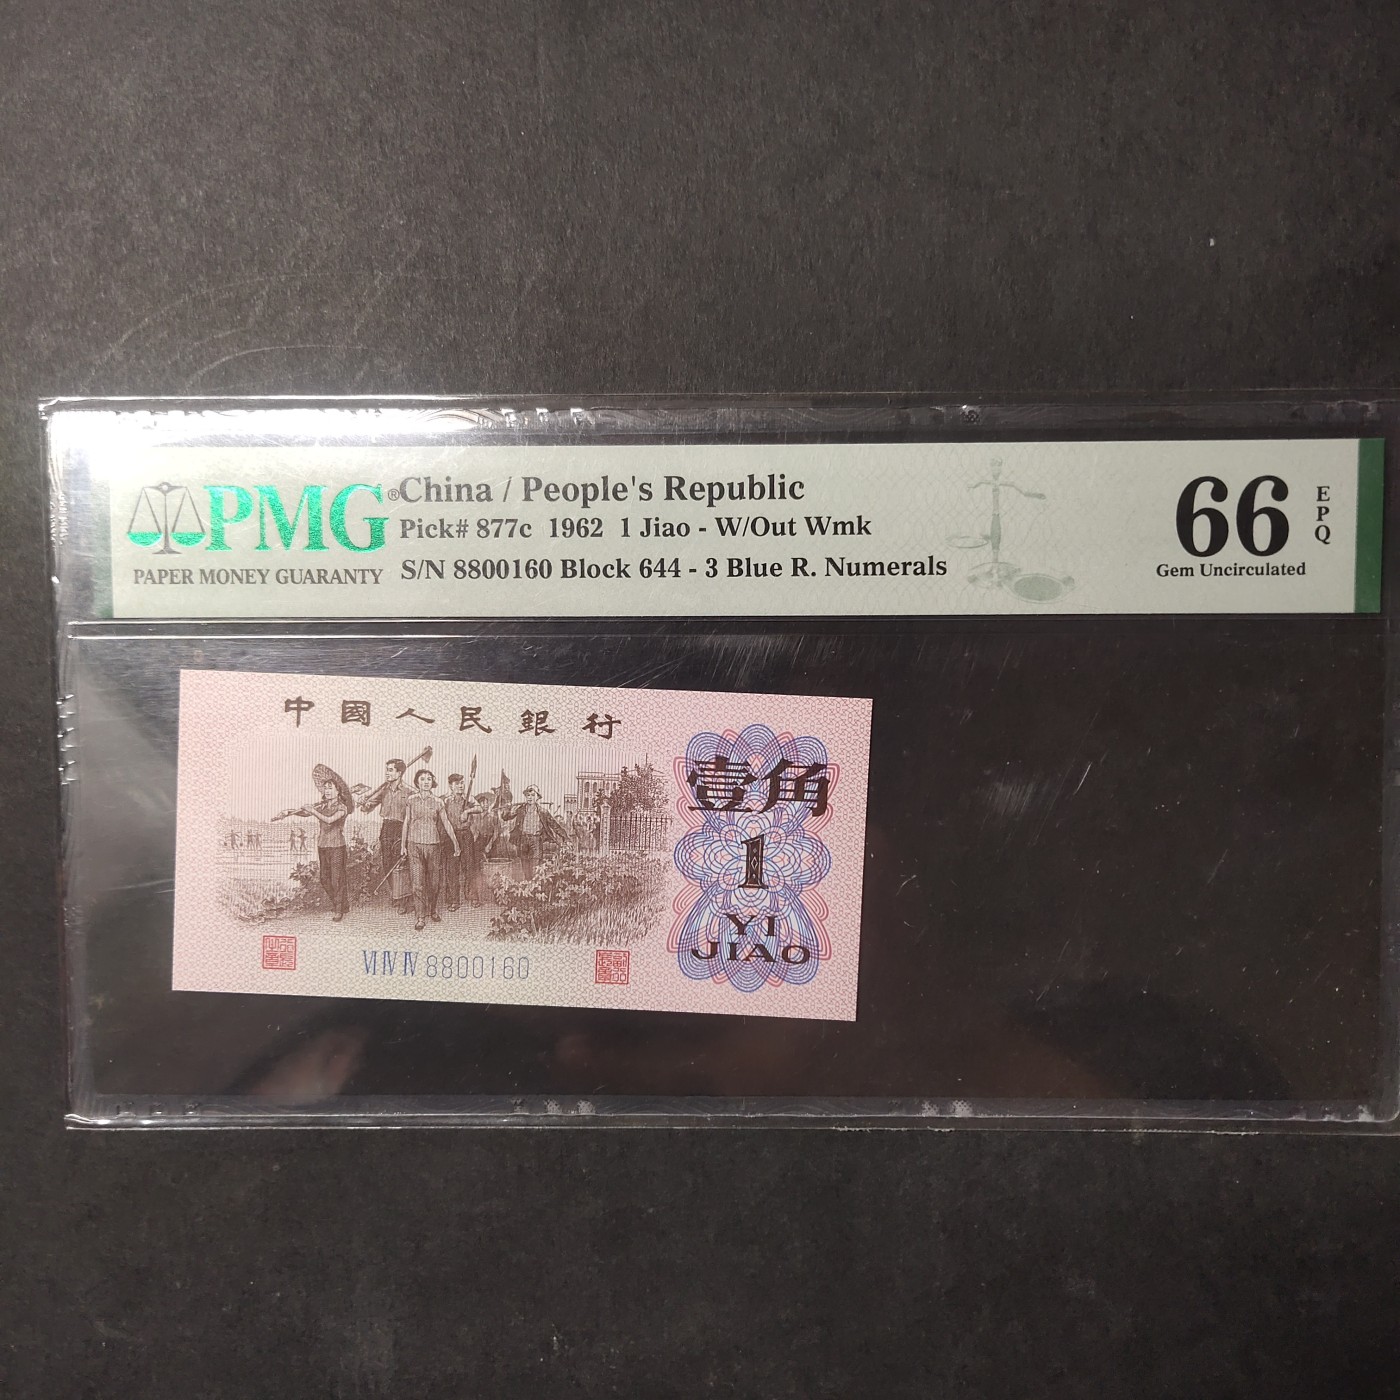 PMG®
PAPER MONEY GUARANTY
China / People's Republic
Pick# 877c 1962 1 Jiao - W/Out Wmk
S/N 8800160 Block 644 - 3 Blue R. Numerals
66
EPQ
Gem Uncirculated
中國人民銀行
壹角
1
YI
JIAO
VI IV IV 8800160